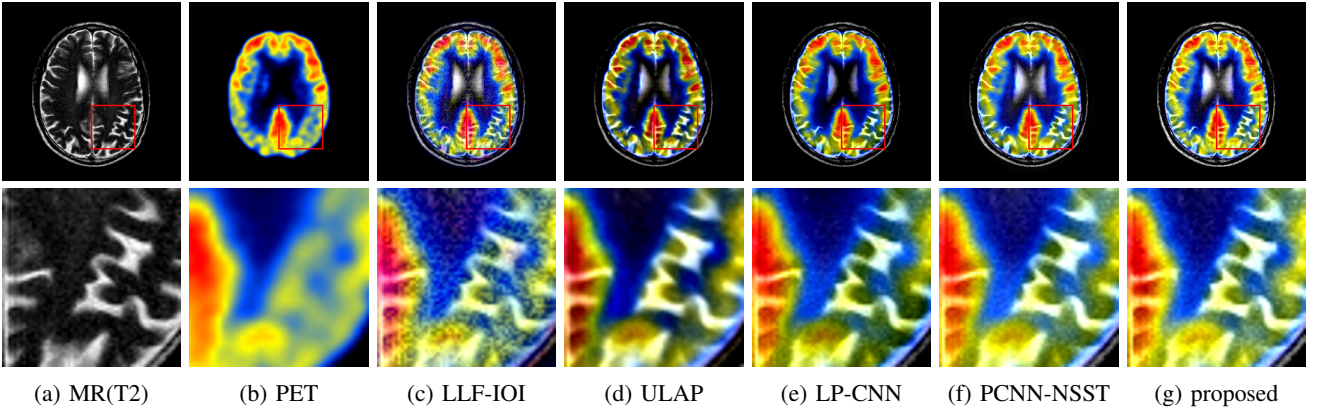 (a) MR(T2) (b) PET (c) LLF-IOI (d) ULAP (e) LP-CNN (f) PCNN-NSST (g) proposed